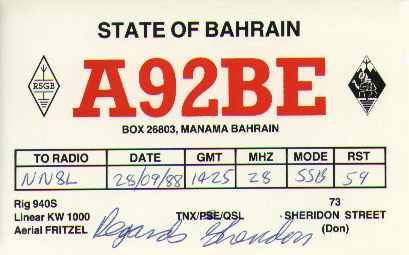 STATE OF BAHRAIN
RSGB
A92BE
BOX 26803, MANAMA BAHRAIN
TO RADIO DATE GMT MHZ MODE RST
NN8L 28/09/88 1425 28 SSB 59
Rig 940S 73
Linear KW 1000 TNX/PSE/QSL SHERIDON STREET
Aerial FRITZEL (Don)
Regards Sheridon